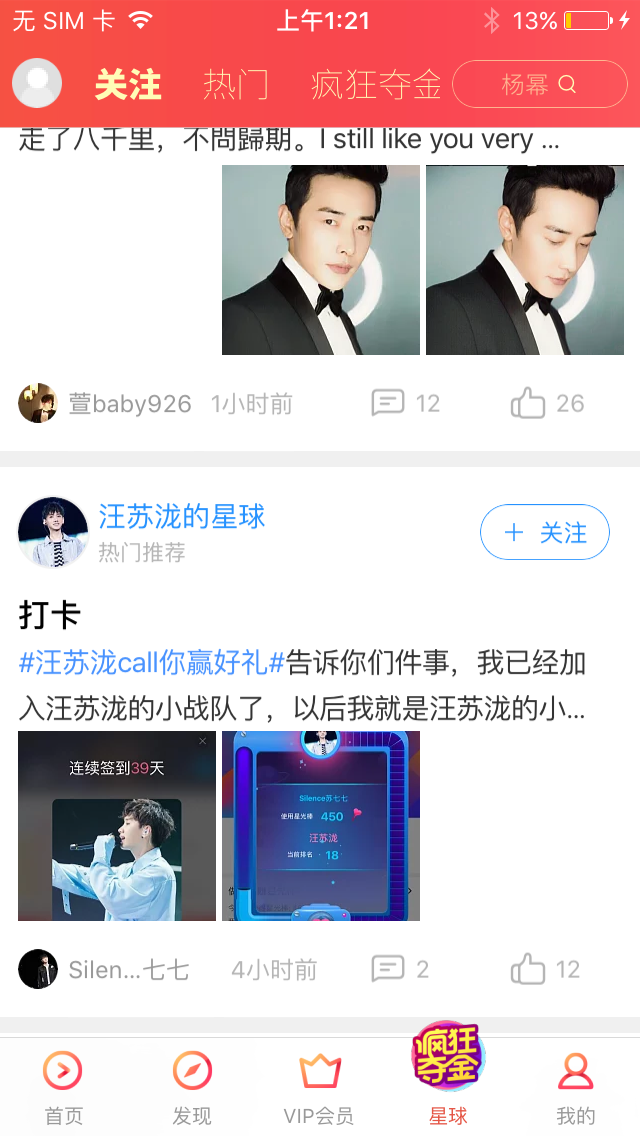 无 SIM 卡
上午1:21
13%
关注
热门
疯狂夺金
杨幂
走了八千里，不問歸期。I still like you very ...
萱baby926
1小时前
12
26
汪苏泷的星球
热门推荐
+ 关注
打卡
#汪苏泷call你赢好礼#告诉你们件事，我已经加
入汪苏泷的小战队了，以后我就是汪苏泷的小...
连续签到39天
Silence苏七七
使用星光棒 450
汪苏泷
当前排名 · 18 ·
Silen...七七
4小时前
2
12
疯狂
夺金
首页
发现
VIP会员
星球
我的